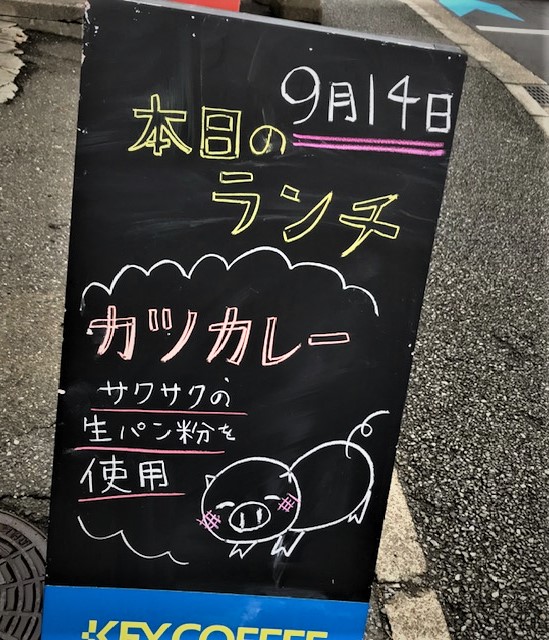 9月14日
本日の
ランチ
カツカレー
サクサクの
生パン粉を
使用
KEY COFFEE